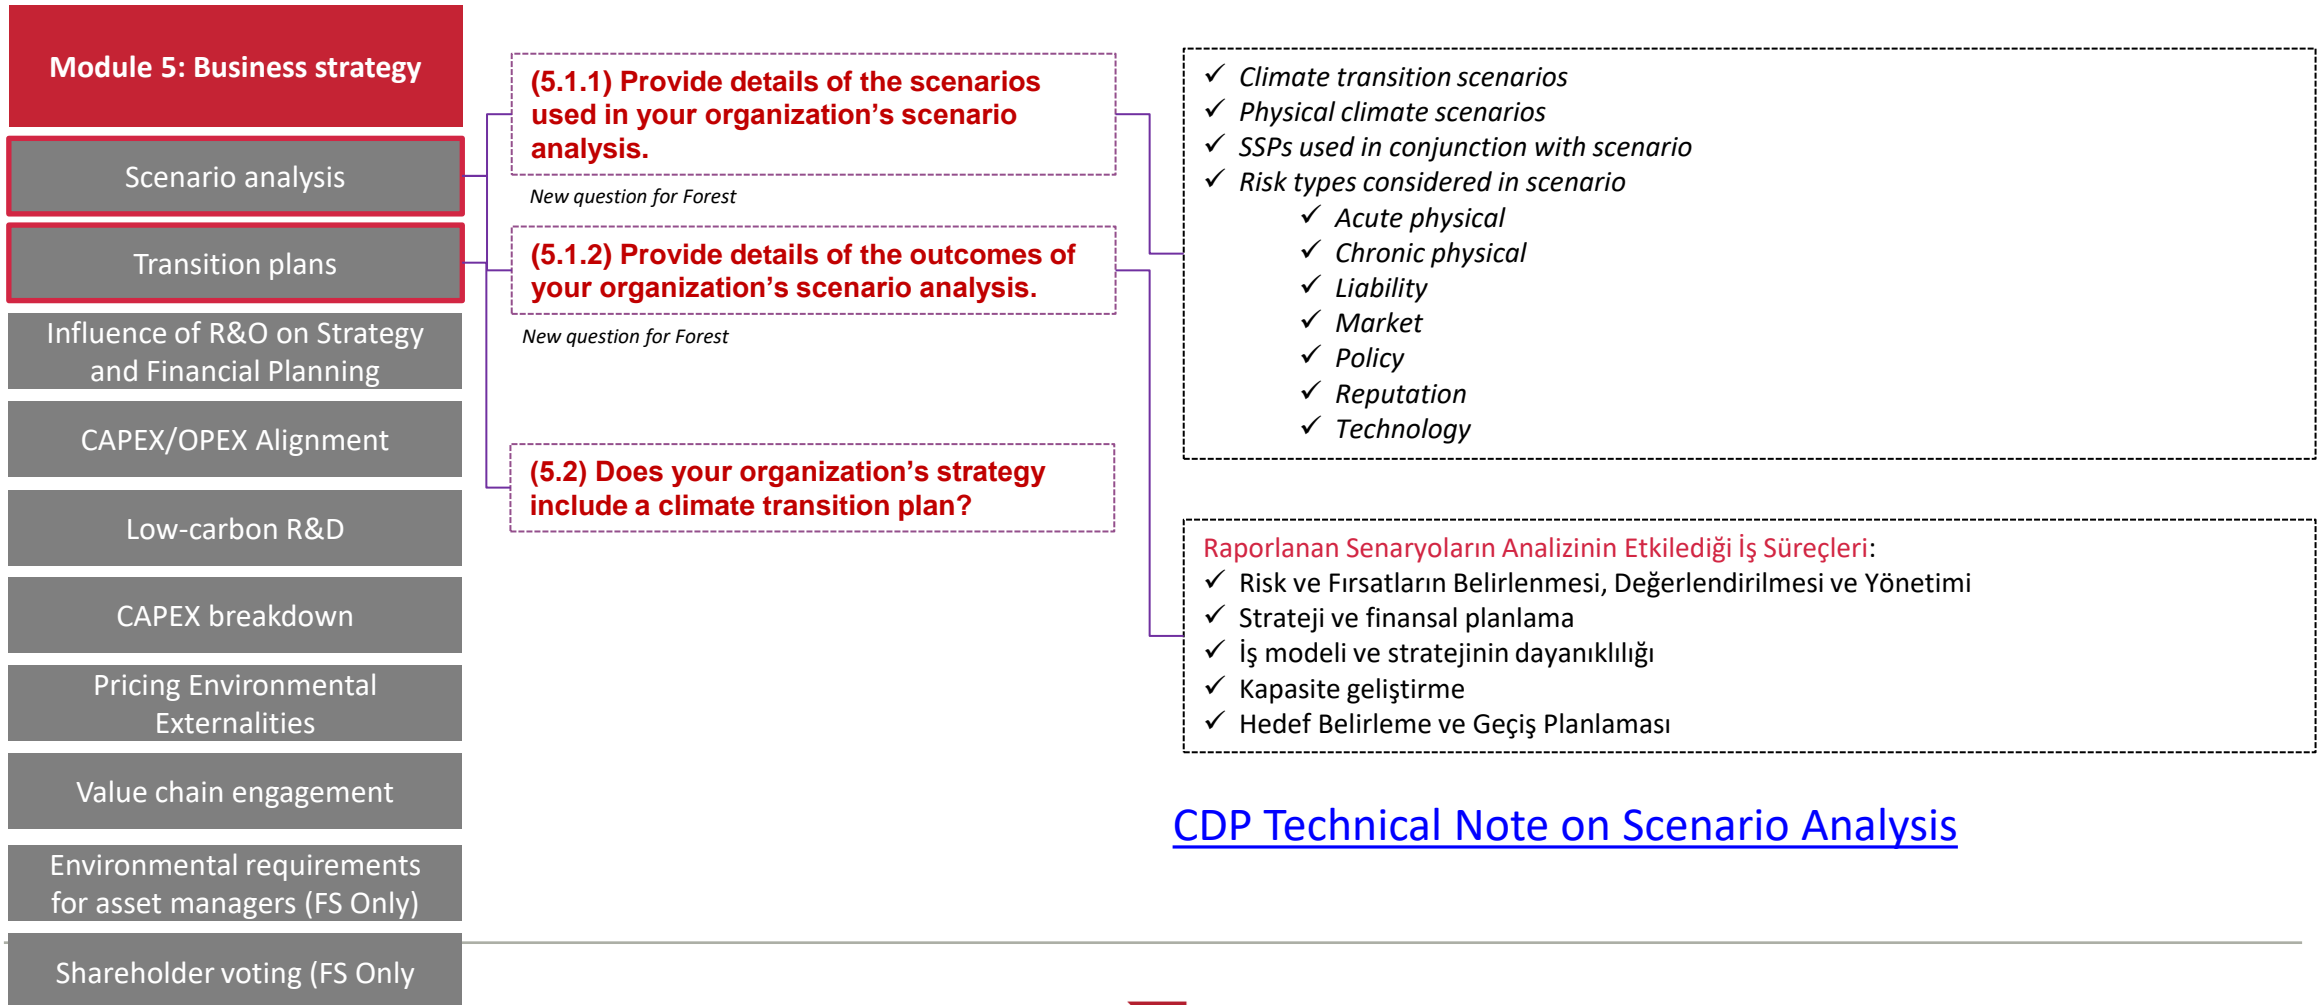 Module 5: Business strategy
Scenario analysis
Transition plans
Influence of R&O on Strategy
and Financial Planning
CAPEX/OPEX Alignment
Low-carbon R&D
CAPEX breakdown
Pricing Environmental
Externalities
Value chain engagement
Environmental requirements
for asset managers (FS Only)
Shareholder voting (FS Only
(5.1.1) Provide details of the scenarios
used in your organization’s scenario
analysis.
New question for Forest
(5.1.2) Provide details of the outcomes of
your organization’s scenario analysis.
New question for Forest
(5.2) Does your organization’s strategy
include a climate transition plan?
✓ Climate transition scenarios
✓ Physical climate scenarios
✓ SSPs used in conjunction with scenario
✓ Risk types considered in scenario
✓ Acute physical
✓ Chronic physical
✓ Liability
✓ Market
✓ Policy
✓ Reputation
✓ Technology
Raporlanan Senaryoların Analizinin Etkilediği İş Süreçleri:
✓ Risk ve Fırsatların Belirlenmesi, Değerlendirilmesi ve Yönetimi
✓ Strateji ve finansal planlama
✓ İş modeli ve stratejinin dayanıklılığı
✓ Kapasite geliştirme
✓ Hedef Belirleme ve Geçiş Planlaması
CDP Technical Note on Scenario Analysis